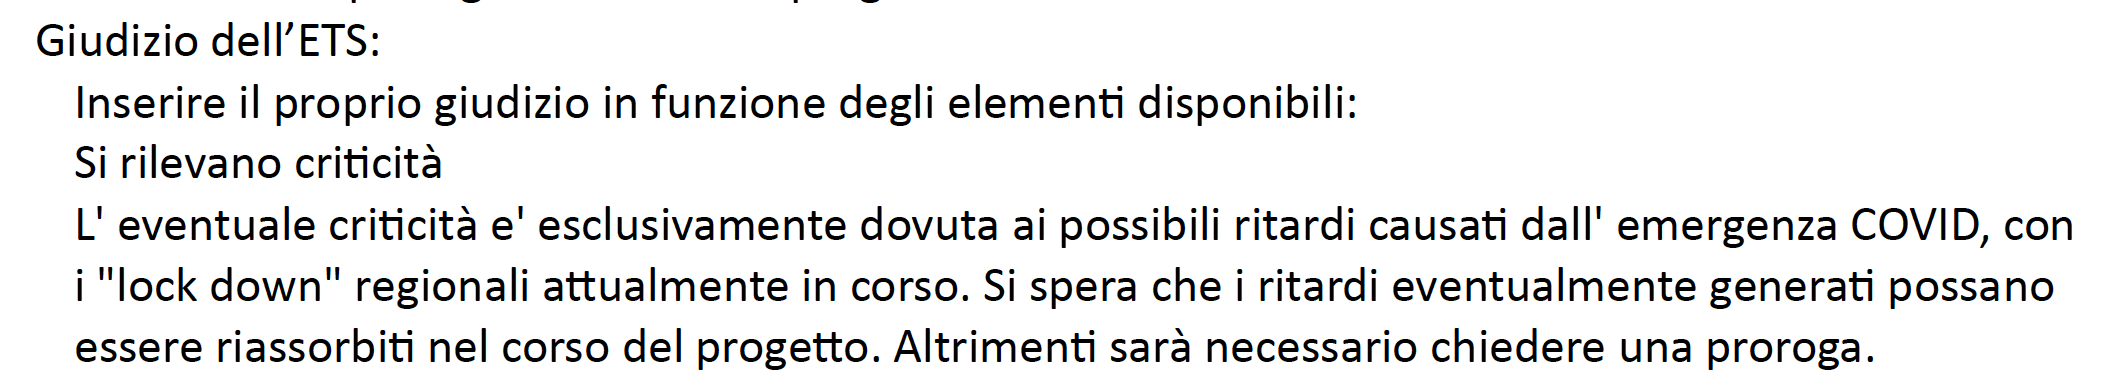 Giudizio dell’ETS:
Inserire il proprio giudizio in funzione degli elementi disponibili:
Si rilevano criticità
L' eventuale criticità e' esclusivamente dovuta ai possibili ritardi causati dall' emergenza COVID, con
i "lock down" regionali attualmente in corso. Si spera che i ritardi eventualmente generati possano
essere riassorbiti nel corso del progetto. Altrimenti sarà necessario chiedere una proroga.